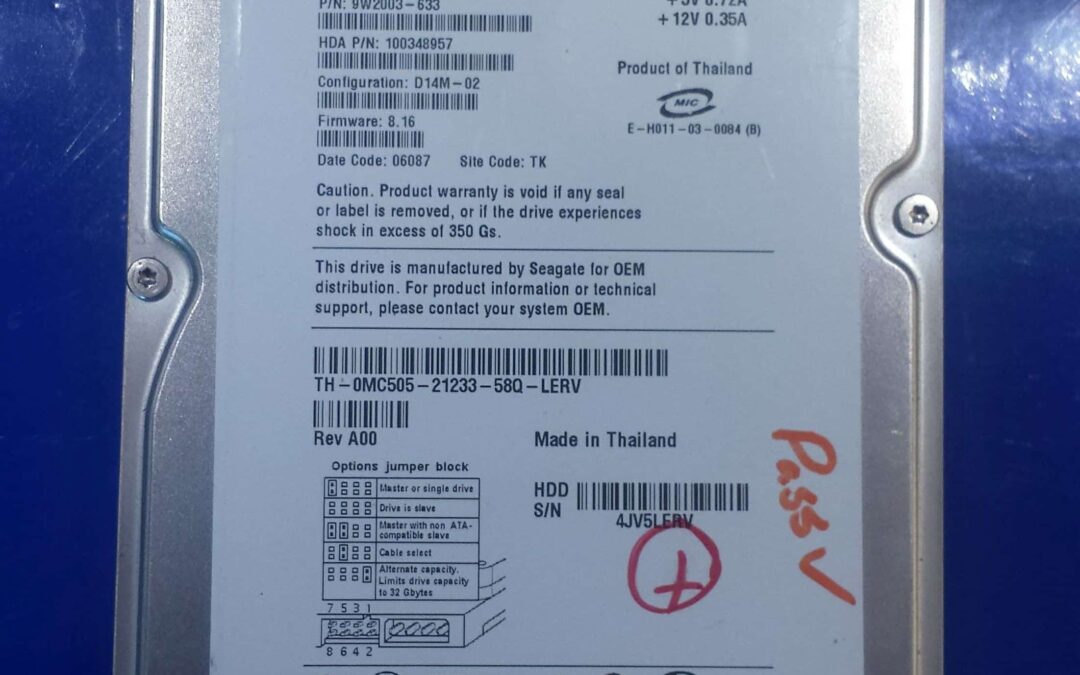 P/N: 9W2003-633
+5V 0.72A
+12V 0.35A
HDA P/N: 100348957
Product of Thailand
Configuration: D14M-02
MIC
Firmware: 8.16
E-H011-03-0084 (B)
Date Code: 06087 Site Code: TK
Caution. Product warranty is void if any seal
or label is removed, or if the drive experiences
shock in excess of 350 Gs.
This drive is manufactured by Seagate for OEM
distribution. For product information or technical
support, please contact your system OEM.
TH-0MC505-21233-58Q-LERV
Rev A00
Made in Thailand
Options jumper block
Master or single drive
Drive is slave
Master with non ATA-
compatible slave
Cable select
Alternate capacity.
Limits drive capacity
to 32 Gbytes
7 5 3 1
8 6 4 2
HDD
S/N
4JV5LERV
Pass